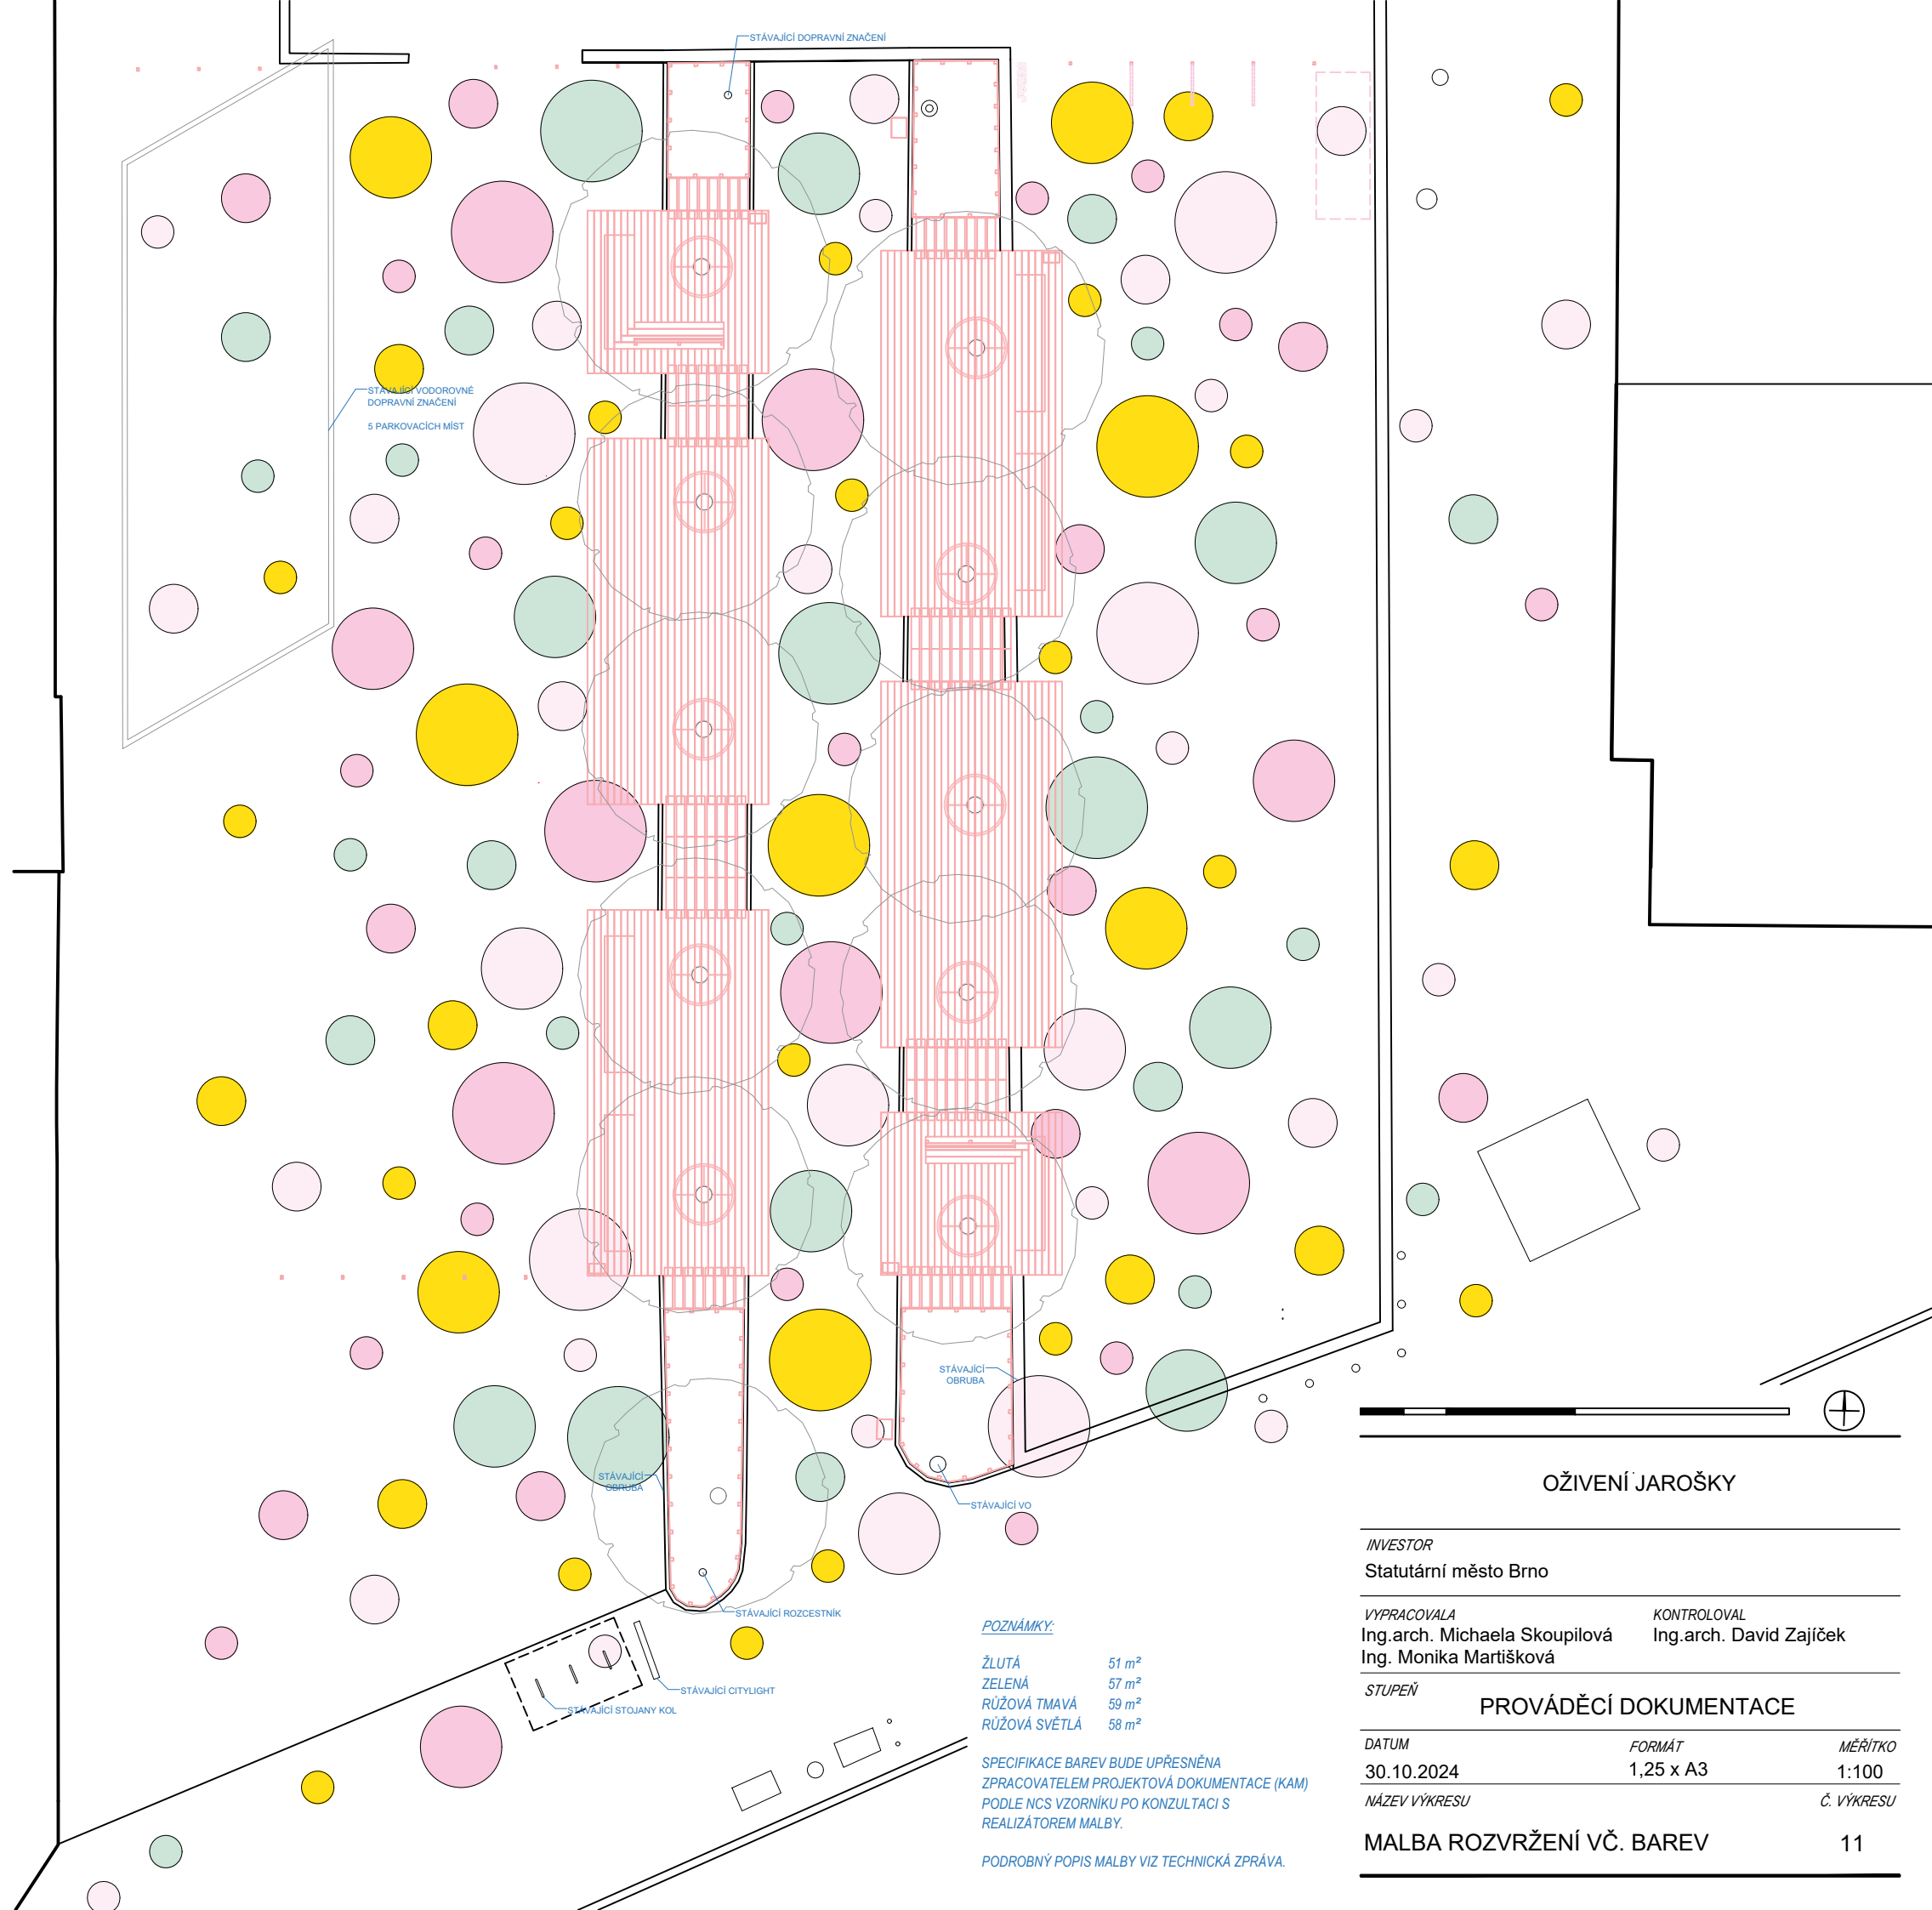 STÁVAJÍCÍ DOPRAVNÍ ZNAČENÍ
STÁVAJÍCÍ VODOROVNÉ
DOPRAVNÍ ZNAČENÍ
5 PARKOVACÍCH MÍST
STÁVAJÍCÍ
OBRUBA
STÁVAJÍCÍ
OBRUBA
STÁVAJÍCÍ VO
STÁVAJÍCÍ ROZCESTNÍK
STÁVAJÍCÍ CITYLIGHT
STÁVAJÍCÍ STOJANY KOL
POZNÁMKY:
ŽLUTÁ 51 m²
ZELENÁ 57 m²
RŮŽOVÁ TMAVÁ 59 m²
RŮŽOVÁ SVĚTLÁ 58 m²
SPECIFIKACE BAREV BUDE UPŘESNĚNA
ZPRACOVATELEM PROJEKTOVÁ DOKUMENTACE (KAM)
PODLE NCS VZORNÍKU PO KONZULTACI S
REALIZÁTOREM MALBY.
PODROBNÝ POPIS MALBY VIZ TECHNICKÁ ZPRÁVA.
OŽIVENÍ JAROŠKY
INVESTOR
Statutární město Brno
VYPRACOVALA KONTROLOVAL
Ing.arch. Michaela Skoupilová Ing.arch. David Zajíček
Ing. Monika Martišková
STUPEŇ
PROVÁDĚCÍ DOKUMENTACE
DATUM FORMÁT MĚŘÍTKO
30.10.2024 1,25 x A3 1:100
NÁZEV VÝKRESU Č. VÝKRESU
MALBA ROZVRŽENÍ VČ. BAREV 11